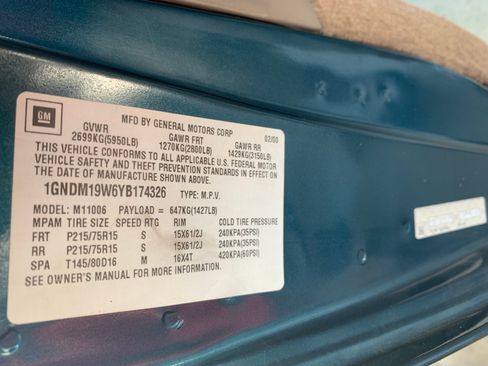 GM
MFD BY GENERAL MOTORS CORP 02/00
GVWR GAWR FRT GAWR RR
2699KG(5950LB) 1270KG(2800LB) 1429KG(3150LB)
THIS VEHICLE CONFORMS TO ALL APPLICABLE U.S. FEDERAL MOTOR
VEHICLE SAFETY AND THEFT PREVENTION STANDARDS IN EFFECT ON
THE DATE OF MANUFACTURE SHOWN ABOVE.
1GNDM19W6YB174326 TYPE: M.P.V.
MODEL: M11006 PAYLOAD = 647KG(1427LB)
MPAM TIRE SIZE SPEED RTG RIM COLD TIRE PRESSURE
FRT P215/75R15 S 15X61/2J 240KPA(35PSI)
RR P215/75R15 S 15X61/2J 240KPA(35PSI)
SPA T145/80D16 M 16X4T 420KPA(60PSI)
SEE OWNER'S MANUAL FOR MORE INFORMATION.